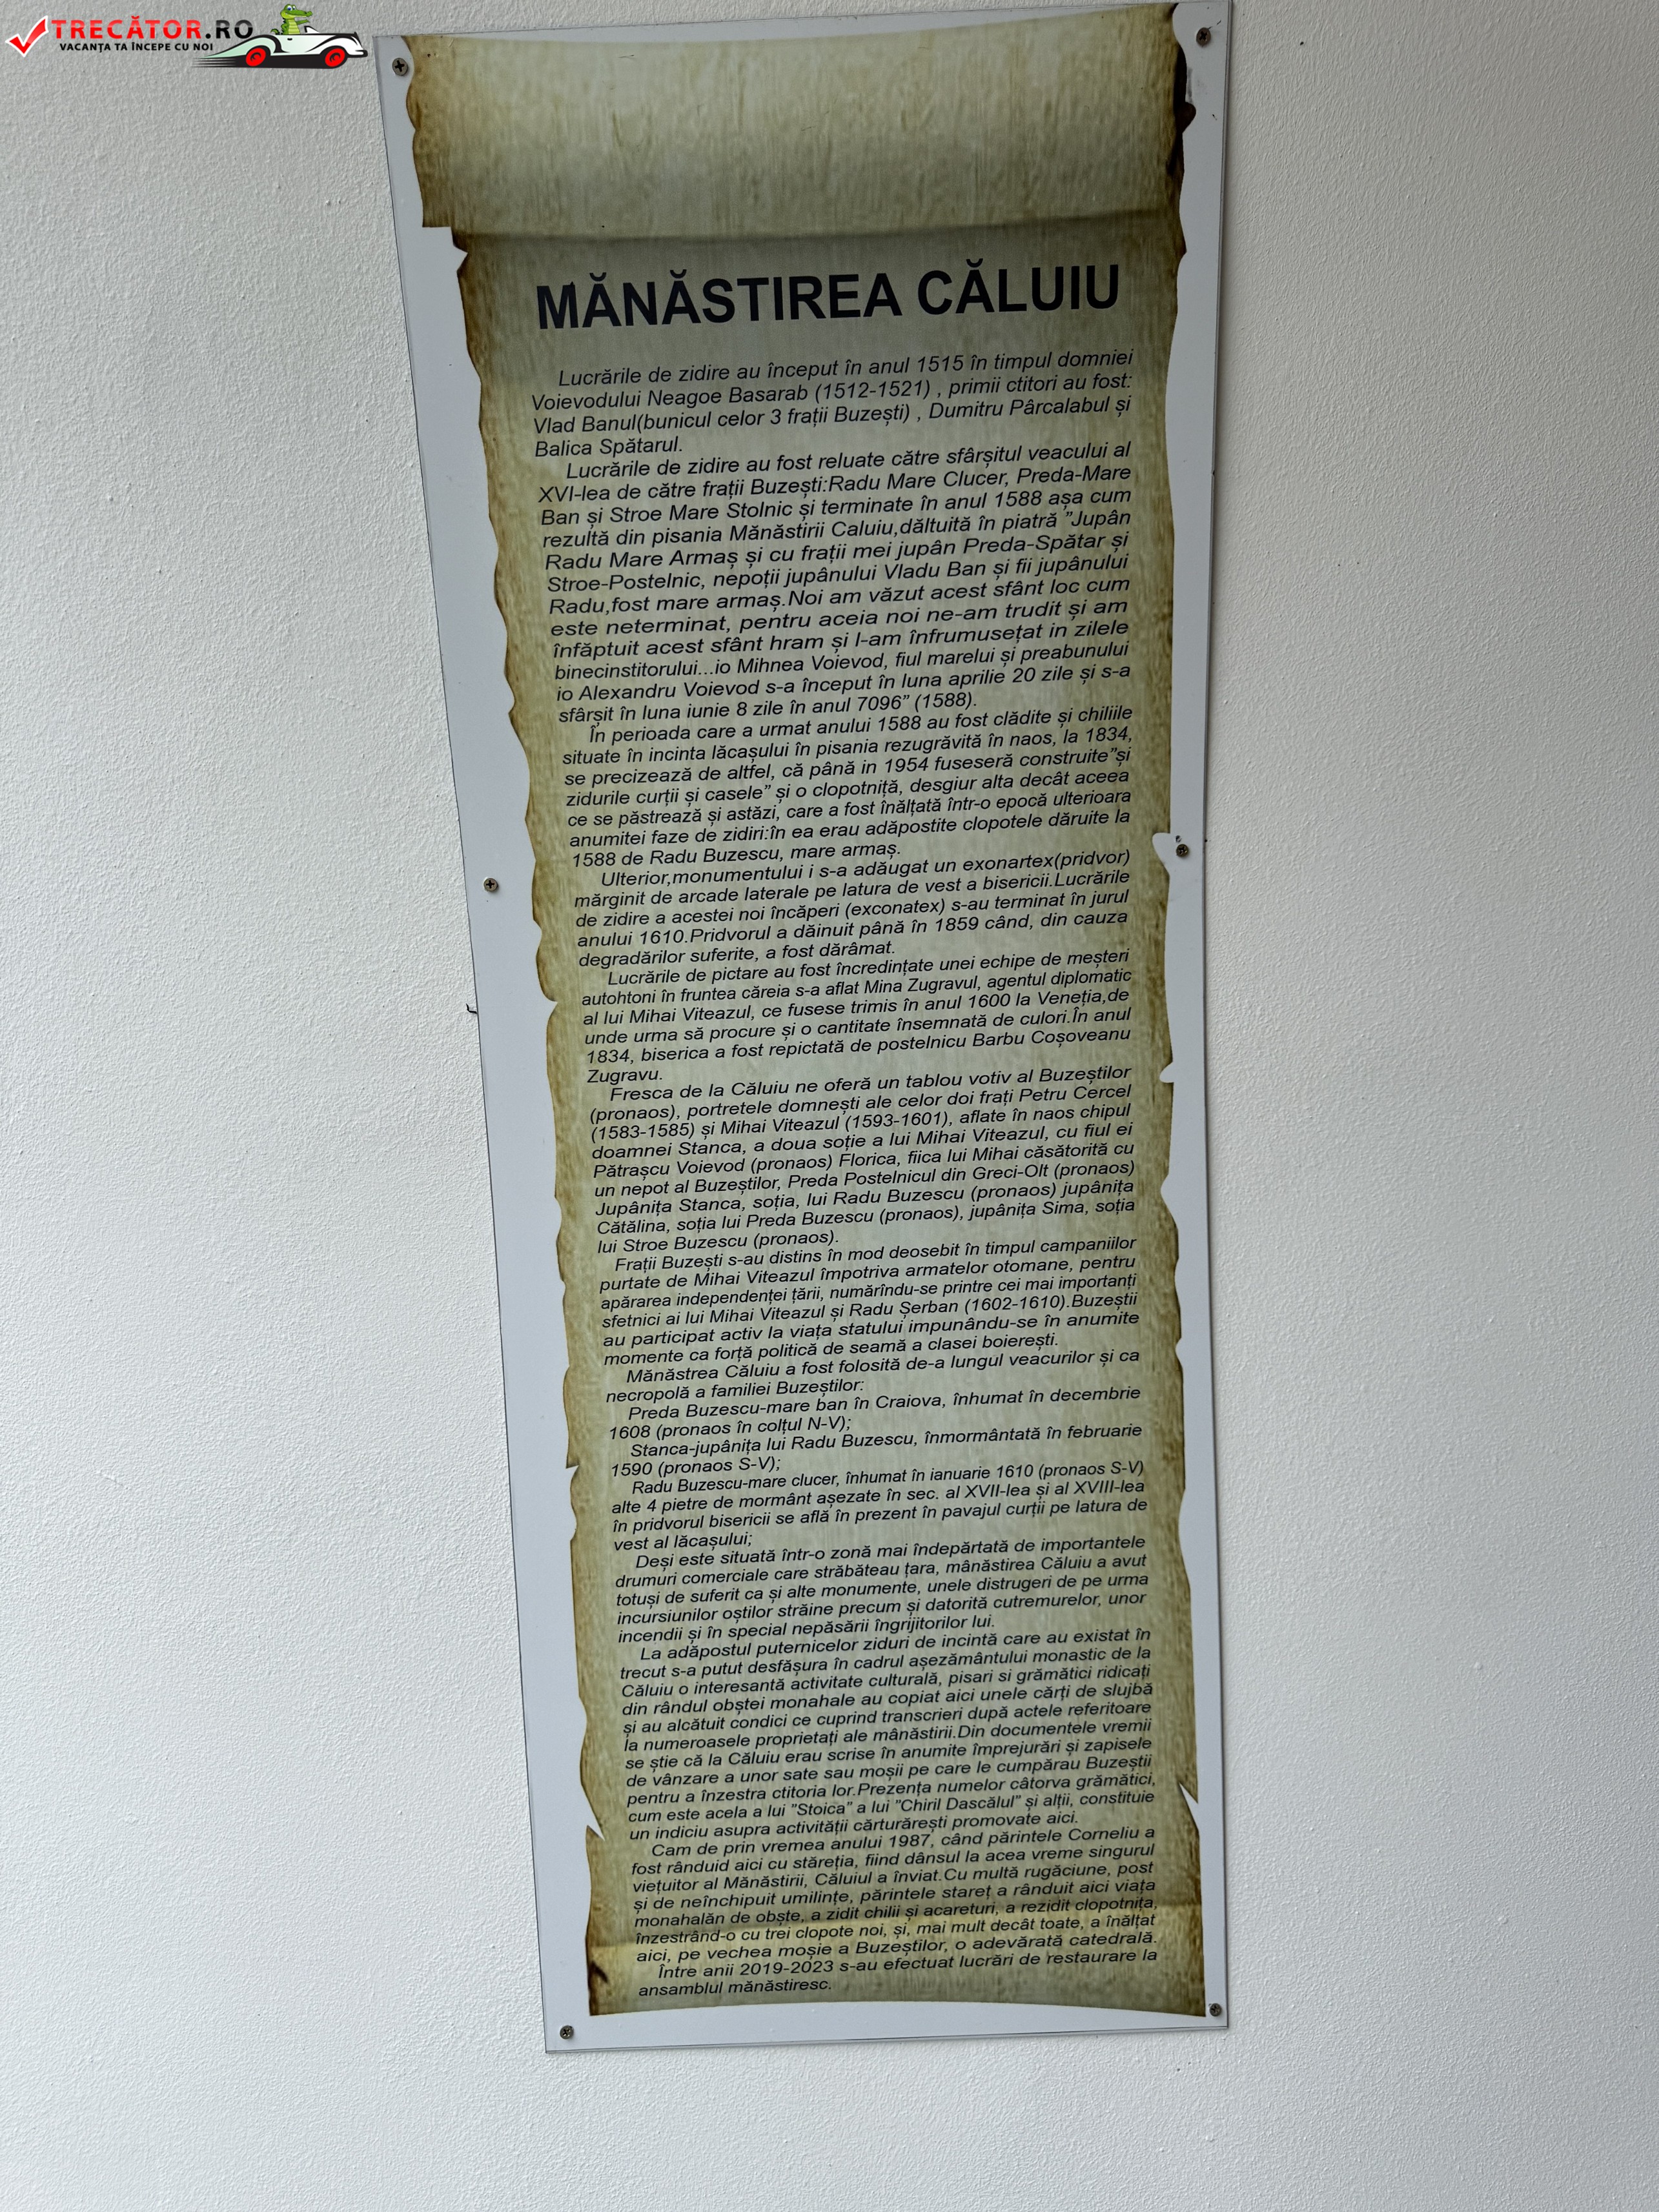 TRECĂTOR.RO
VACANȚA TA ÎNCEPE CU NOI
MĂNĂSTIREA CĂLUIU
Lucrările de zidire au început în anul 1515 în timpul domniei
Voievodului Neagoe Basarab (1512-1521) , primii ctitori au fost:
Vlad Banul(bunicul celor 3 frații Buzești) , Dumitru Pârcalabul și
Balica Spătarul.
Lucrările de zidire au fost reluate către sfârșitul veacului al
XVI-lea de către frații Buzești:Radu Mare Clucer, Preda-Mare
Ban și Stroe Mare Stolnic și terminate în anul 1588 așa cum
rezultă din pisania Mănăstirii Caluiu,dăltuită în piatră ”Jupân
Radu Mare Armaș și cu frații mei jupân Preda-Spătar și
Stroe-Postelnic, nepoții jupânului Vladu Ban și fii jupânului
Radu,fost mare armaș.Noi am văzut acest sfânt loc cum
este neterminat, pentru aceia noi ne-am trudit și am
înfăptuit acest sfânt hram și l-am înfrumusețat in zilele
binecinstitorului...io Mihnea Voievod, fiul marelui și preabunului
io Alexandru Voievod s-a început în luna aprilie 20 zile și s-a
sfârșit în luna iunie 8 zile în anul 7096” (1588).
În perioada care a urmat anului 1588 au fost clădite și chiliile
situate în incinta lăcașului în pisania rezugrăvită în naos, la 1834,
se precizează de altfel, că până in 1954 fuseseră construite”și
zidurile curții și casele” și o clopotniță, desgiur alta decât aceea
ce se păstrează și astăzi, care a fost înălțată într-o epocă ulterioara
anumitei faze de zidiri:în ea erau adăpostite clopotele dăruite la
1588 de Radu Buzescu, mare armaș.
Ulterior,monumentului i s-a adăugat un exonartex(pridvor)
mărginit de arcade laterale pe latura de vest a bisericii.Lucrările
de zidire a acestei noi încăperi (exconatex) s-au terminat în jurul
anului 1610.Pridvorul a dăinuit până în 1859 când, din cauza
degradărilor suferite, a fost dărâmat.
Lucrările de pictare au fost încredințate unei echipe de meșteri
autohtoni în fruntea căreia s-a aflat Mina Zugravul, agentul diplomatic
al lui Mihai Viteazul, ce fusese trimis în anul 1600 la Veneția,de
unde urma să procure și o cantitate însemnată de culori.În anul
1834, biserica a fost repictată de postelnicu Barbu Coșoveanu
Zugravu.
Fresca de la Căluiu ne oferă un tablou votiv al Buzeștilor
(pronaos), portretele domnești ale celor doi frați Petru Cercel
(1583-1585) și Mihai Viteazul (1593-1601), aflate în naos chipul
doamnei Stanca, a doua soție a lui Mihai Viteazul, cu fiul ei
Pătrașcu Voievod (pronaos) Florica, fiica lui Mihai căsătorită cu
un nepot al Buzeștilor, Preda Postelnicul din Greci-Olt (pronaos)
Jupânița Stanca, soția, lui Radu Buzescu (pronaos) jupânița
Cătălina, soția lui Preda Buzescu (pronaos), jupânița Sima, soția
lui Stroe Buzescu (pronaos).
Frații Buzești s-au distins în mod deosebit în timpul campaniilor
purtate de Mihai Viteazul împotriva armatelor otomane, pentru
apărarea independenței țării, numărîndu-se printre cei mai importanți
sfetnici ai lui Mihai Viteazul și Radu Șerban (1602-1610).Buzeștii
au participat activ la viața statului impunându-se în anumite
momente ca forță politică de seamă a clasei boierești.
Mănăstrea Căluiu a fost folosită de-a lungul veacurilor și ca
necropolă a familiei Buzeștilor:
Preda Buzescu-mare ban în Craiova, înhumat în decembrie
1608 (pronaos în colțul N-V);
Stanca-jupânița lui Radu Buzescu, înmormântată în februarie
1590 (pronaos S-V);
Radu Buzescu-mare clucer, înhumat în ianuarie 1610 (pronaos S-V)
alte 4 pietre de mormânt așezate în sec. al XVII-lea și al XVIII-lea
în pridvorul bisericii se află în prezent în pavajul curții pe latura de
vest al lăcașului;
Deși este situată într-o zonă mai îndepărtată de importantele
drumuri comerciale care străbăteau țara, mânăstirea Căluiu a avut
totuși de suferit ca și alte monumente, unele distrugeri de pe urma
incursiunilor oștilor străine precum și datorită cutremurelor, unor
incendii și în special nepăsării îngrijitorilor lui.
La adăpostul puternicelor ziduri de incintă care au existat în
trecut s-a putut desfășura în cadrul așezământului monastic de la
Căluiu o interesantă activitate culturală, pisari si grămătici ridicați
din rândul obștei monahale au copiat aici unele cărți de slujbă
și au alcătuit condici ce cuprind transcrieri după actele referitoare
la numeroasele proprietați ale mânăstirii.Din documentele vremii
se știe că la Căluiu erau scrise în anumite împrejurări și zapisele
de vânzare a unor sate sau moșii pe care le cumpărau Buzeștii
pentru a înzestra ctitoria lor.Prezența numelor câtorva grămătici,
cum este acela a lui ”Stoica” a lui ”Chiril Dascălul” și alții, constituie
un indiciu asupra activității cărturărești promovate aici.
Cam de prin vremea anului 1987, când părintele Corneliu a
fost rânduid aici cu stăreția, fiind dânsul la acea vreme singurul
viețuitor al Mănăstirii, Căluiul a înviat.Cu multă rugăciune, post
și de neînchipuit umilințe, părintele stareț a rânduit aici viața
monahalăn de obște, a zidit chilii și acareturi, a rezidit clopotnița,
înzestrând-o cu trei clopote noi, și, mai mult decât toate, a înălțat
aici, pe vechea moșie a Buzeștilor, o adevărată catedrală.
Între anii 2019-2023 s-au efectuat lucrări de restaurare la
ansamblul mănăstiresc.